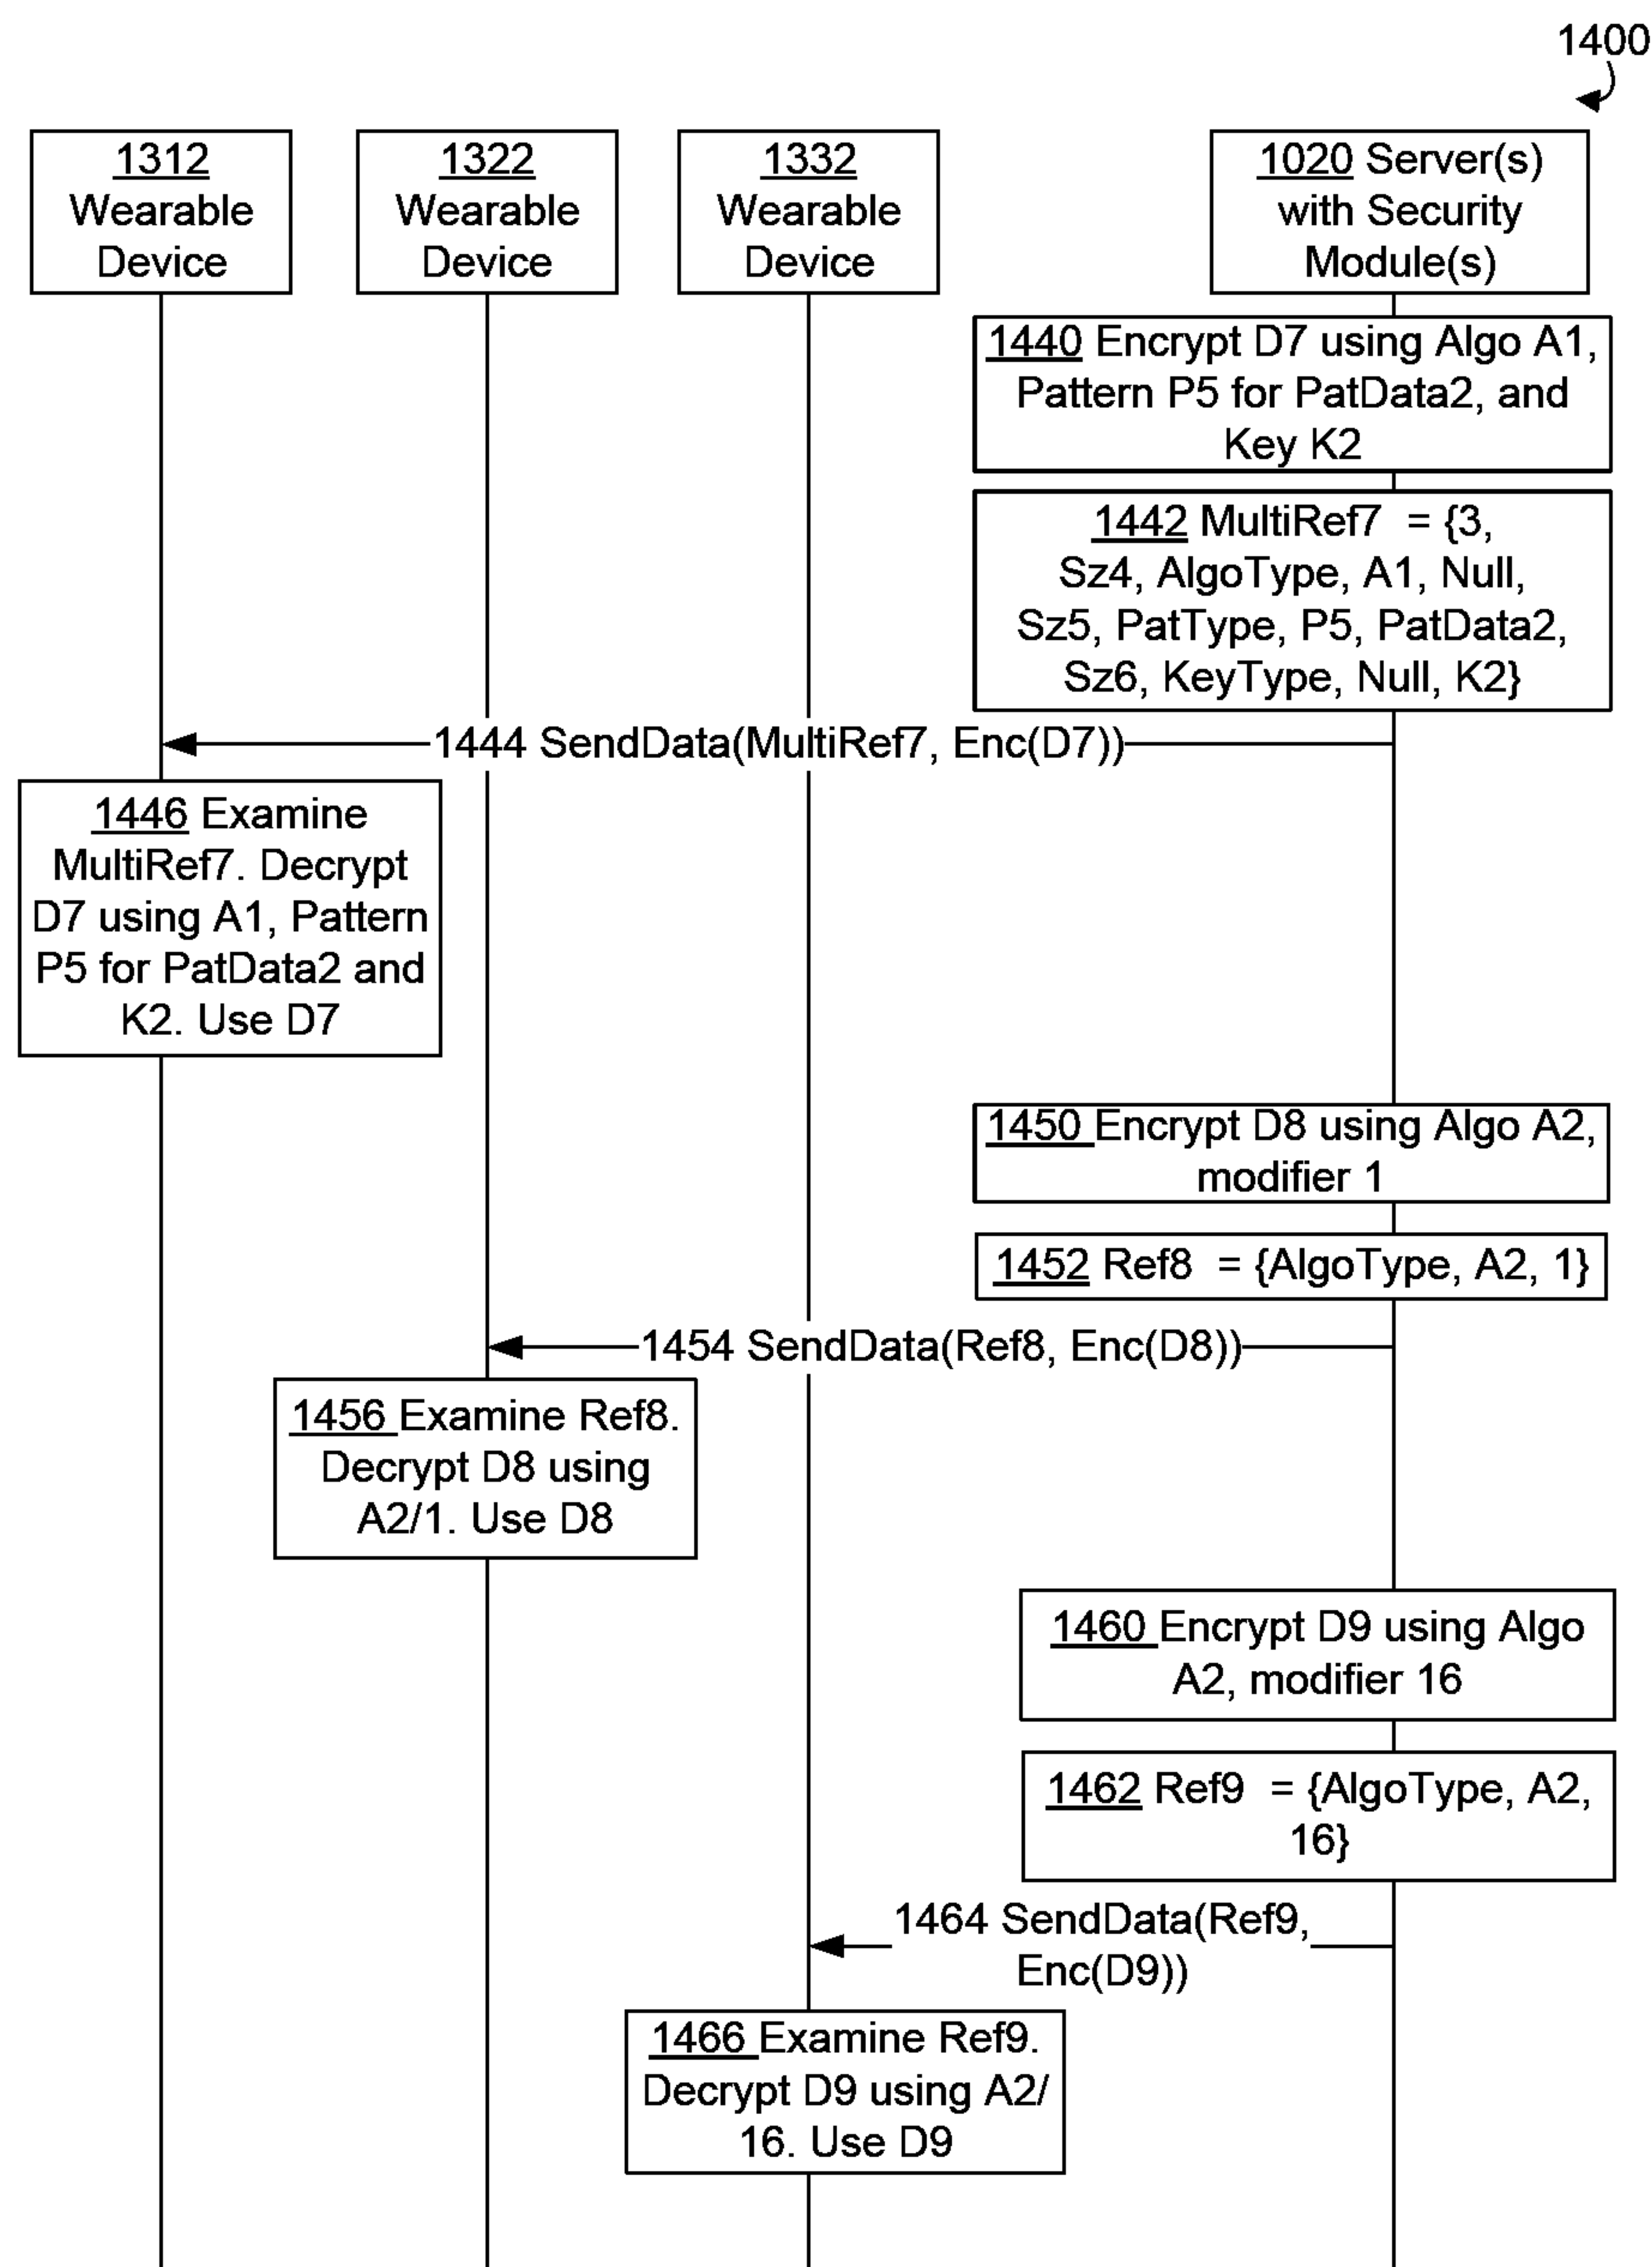 1400
1312
Wearable
Device
1322
Wearable
Device
1332
Wearable
Device
1020 Server(s)
with Security
Module(s)
1440 Encrypt D7 using Algo A1,
Pattern P5 for PatData2, and
Key K2
1442 MultiRef7 = {3,
Sz4, AlgoType, A1, Null,
Sz5, PatType, P5, PatData2,
Sz6, KeyType, Null, K2}
1444 SendData(MultiRef7, Enc(D7))
1446 Examine
MultiRef7. Decrypt
D7 using A1, Pattern
P5 for PatData2 and
K2. Use D7
1450 Encrypt D8 using Algo A2,
modifier 1
1452 Ref8 = {AlgoType, A2, 1}
1454 SendData(Ref8, Enc(D8))
1456 Examine Ref8.
Decrypt D8 using
A2/1. Use D8
1460 Encrypt D9 using Algo
A2, modifier 16
1462 Ref9 = {AlgoType, A2,
16}
1464 SendData(Ref9,
Enc(D9))
1466 Examine Ref9.
Decrypt D9 using A2/
16. Use D9